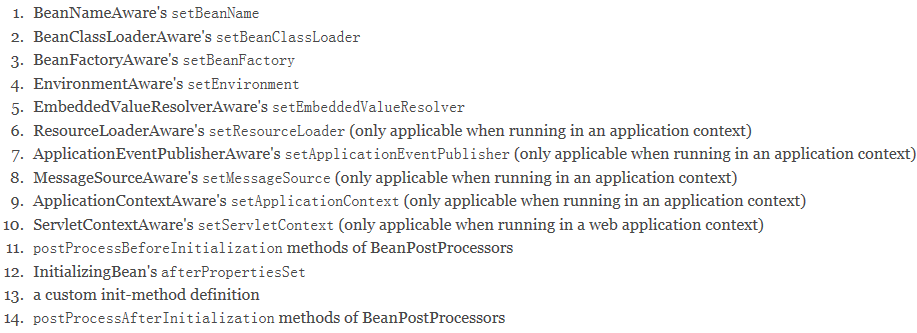 1. BeanNameAware's setBeanName
2. BeanClassLoaderAware's setBeanClassLoader
3. BeanFactoryAware's setBeanFactory
4. EnvironmentAware's setEnvironment
5. EmbeddedValueResolverAware's setEmbeddedValueResolver
6. ResourceLoaderAware's setResourceLoader (only applicable when running in an application context)
7. ApplicationEventPublisherAware's setApplicationEventPublisher (only applicable when running in an application context)
8. MessageSourceAware's setMessageSource (only applicable when running in an application context)
9. ApplicationContextAware's setApplicationContext (only applicable when running in an application context)
10. ServletContextAware's setServletContext (only applicable when running in a web application context)
11. postProcessBeforeInitialization methods of BeanPostProcessors
12. InitializingBean's afterPropertiesSet
13. a custom init-method definition
14. postProcessAfterInitialization methods of BeanPostProcessors